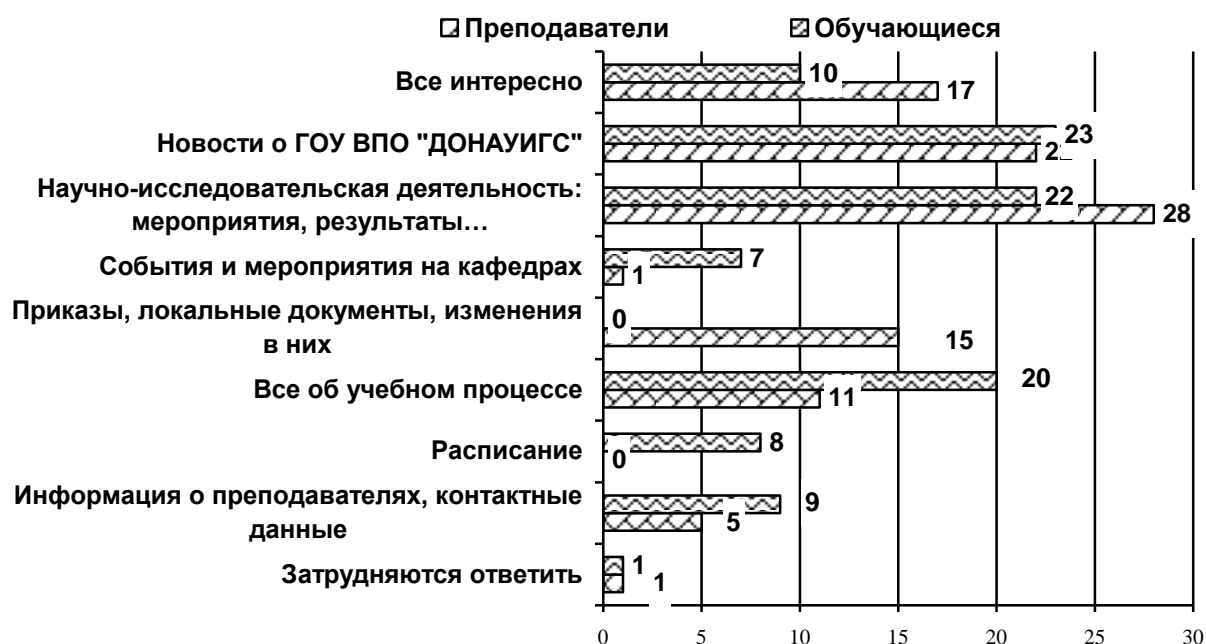 Преподаватели Обучающиеся
Все интересно
10
17
Новости о ГОУ ВПО "ДОНАУИГС"
23
2
Научно-исследовательская деятельность:
мероприятия, результаты…
22
28
События и мероприятия на кафедрах
7
1
Приказы, локальные документы, изменения
в них
0
15
Все об учебном процессе
20
11
Расписание
8
0
Информация о преподавателях, контактные
данные
9
5
Затрудняются ответить
1
1
0 5 10 15 20 25 30